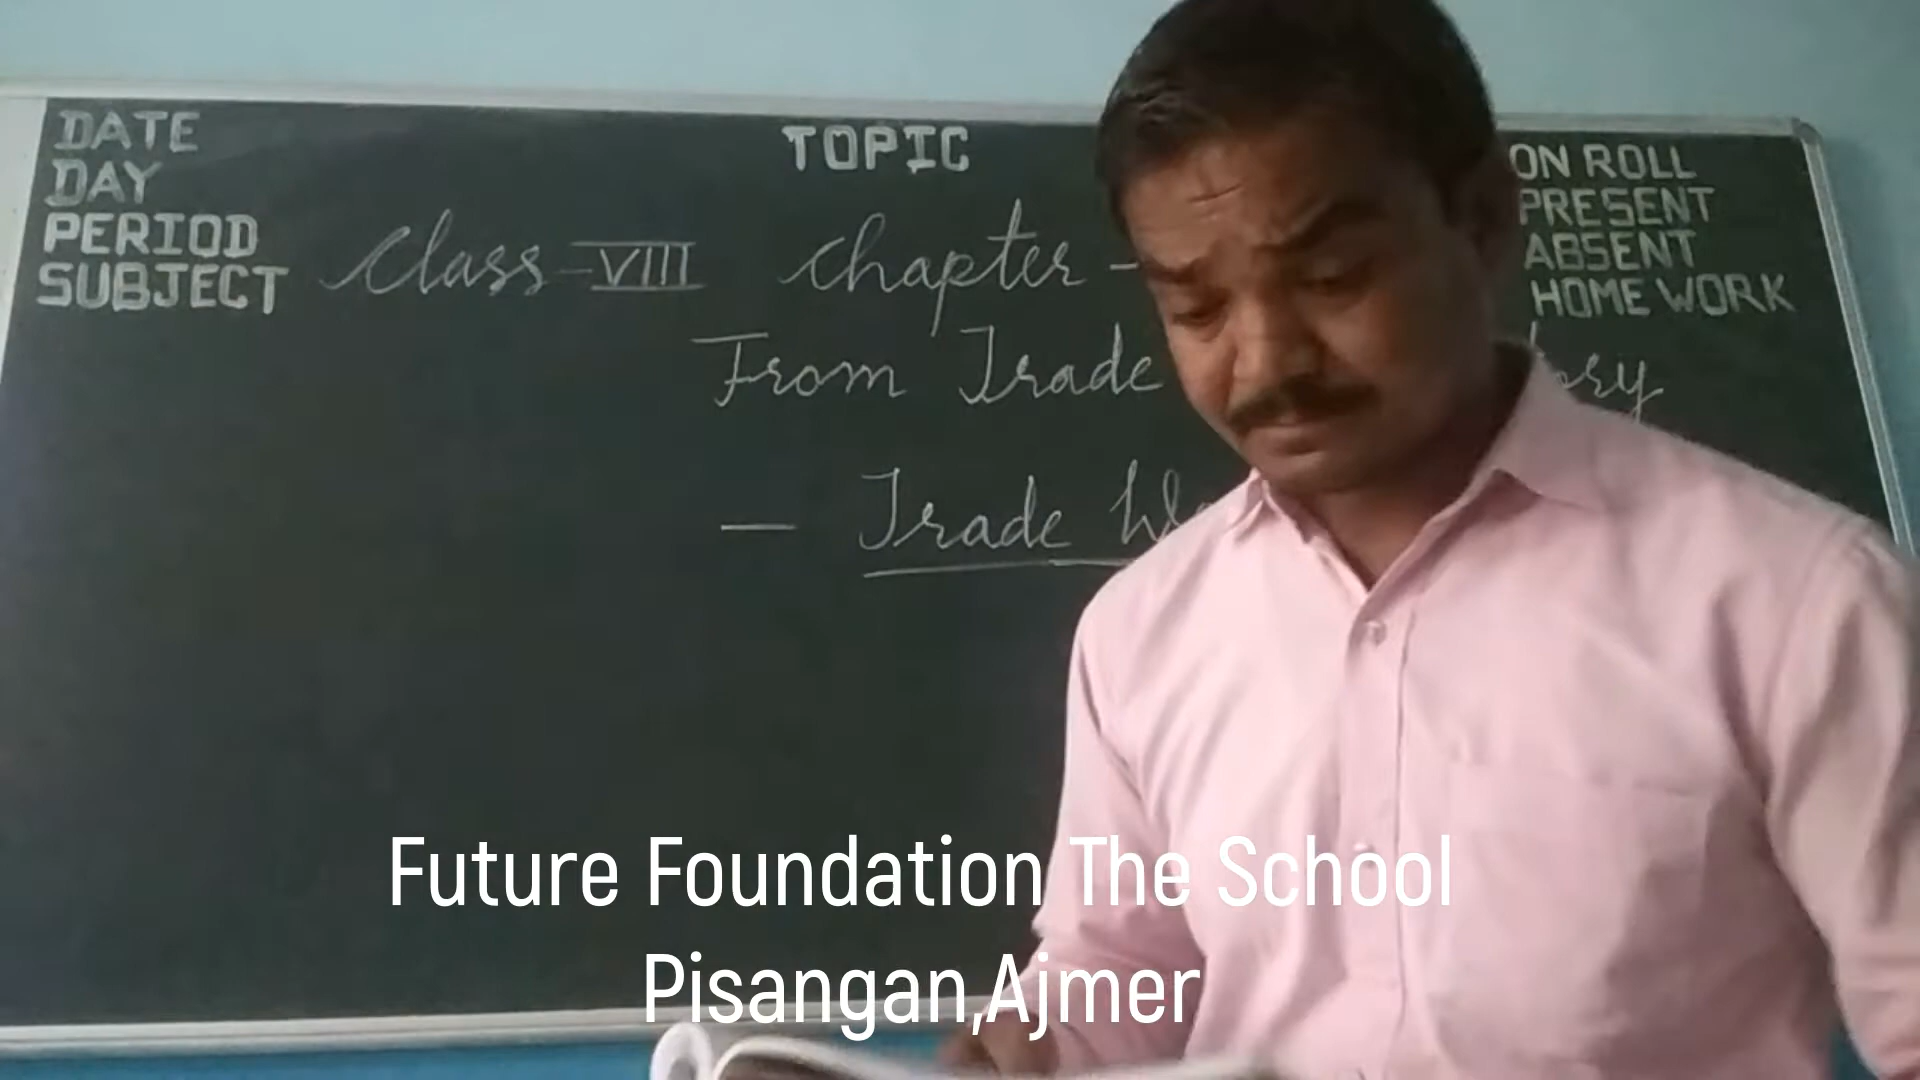 DATE
DAY
PERIOD
SUBJECT
TOPIC
ON ROLL
PRESENT
ABSENT
HOME WORK
Class - VIII Chapter -
From Trade
— Trade
Future Foundation The School
Pisangan,Ajmer